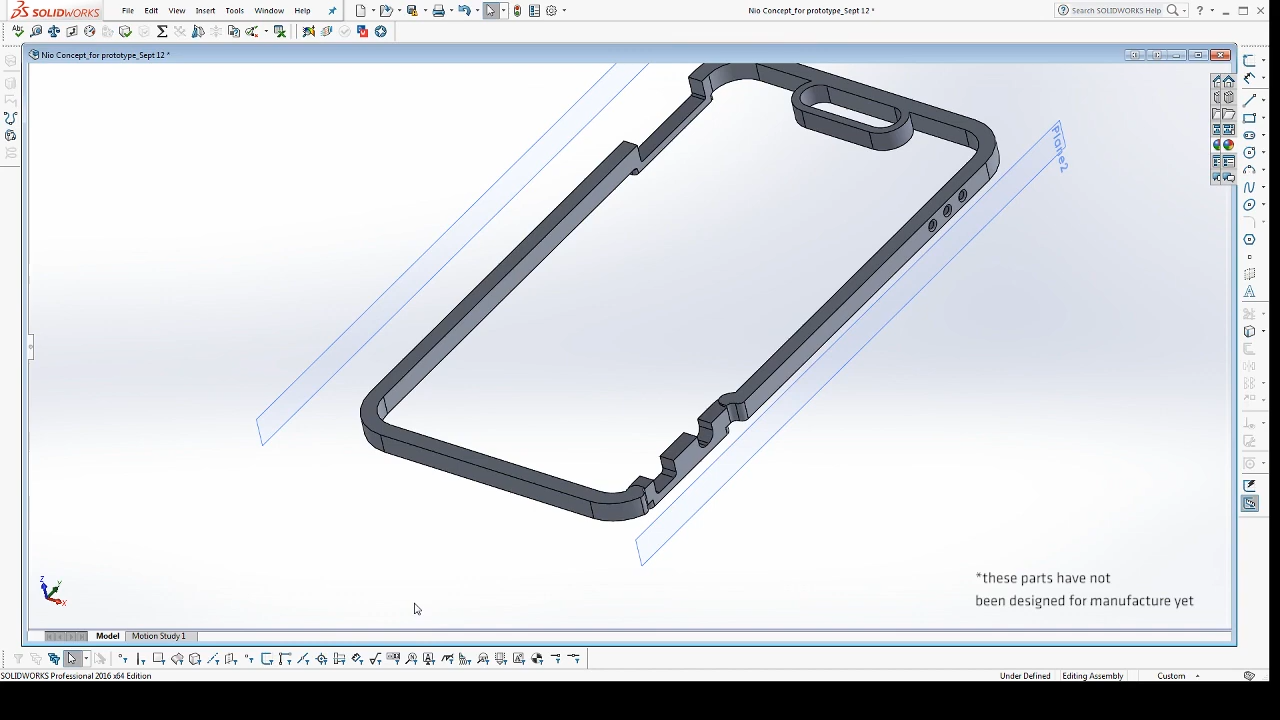 SOLIDWORKS
File Edit View Insert Tools Window Help
Nio Concept_for prototype_Sept 12 *
Search SOLIDWORKS Help
Nio Concept_for prototype_Sept 12 *
Plane2
*these parts have not
been designed for manufacture yet
Z
Y
X
Model Motion Study 1
SOLIDWORKS Professional 2016 x64 Edition
Under Defined Editing Assembly Custom